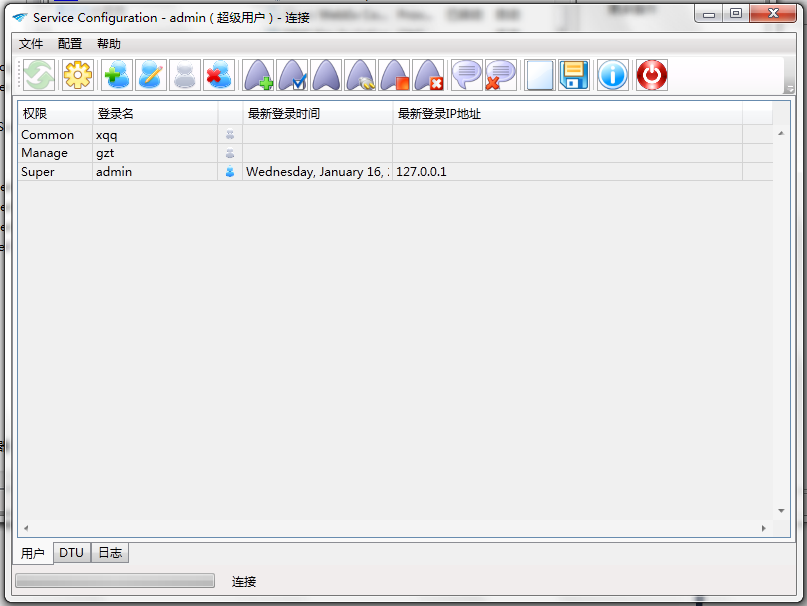 Service Configuration - admin ( 超级用户 ) - 连接
文件 配置 帮助
权限 登录名 最新登录时间 最新登录IP地址
Common xqq
Manage gzt
Super admin Wednesday, January 16, 127.0.0.1
用户 DTU 日志
连接